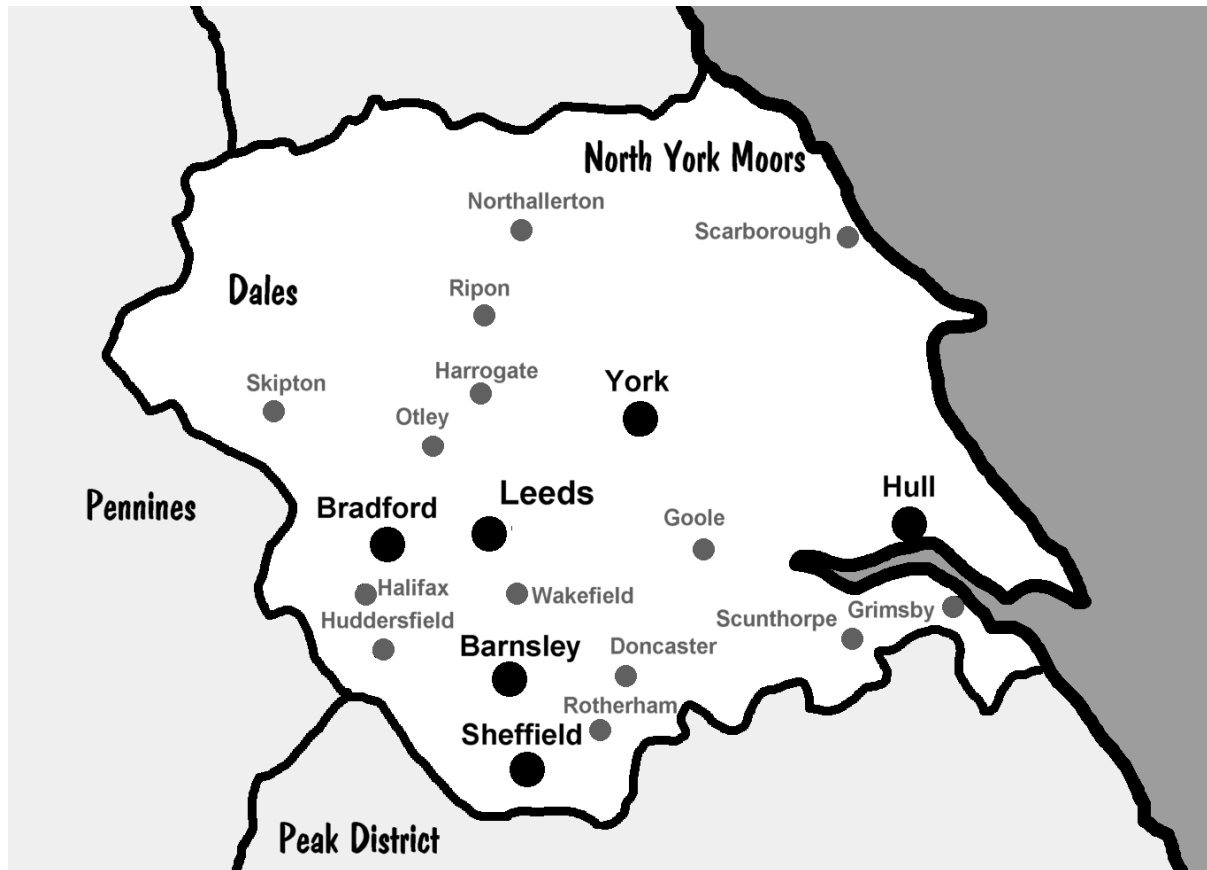 North York Moors
Northallerton
Scarborough
Dales
Ripon
Harrogate
York
Skipton
Otley
Pennines
Bradford
Leeds
Hull
Goole
Halifax
Wakefield
Huddersfield
Scunthorpe
Grimsby
Barnsley
Doncaster
Rotherham
Sheffield
Peak District